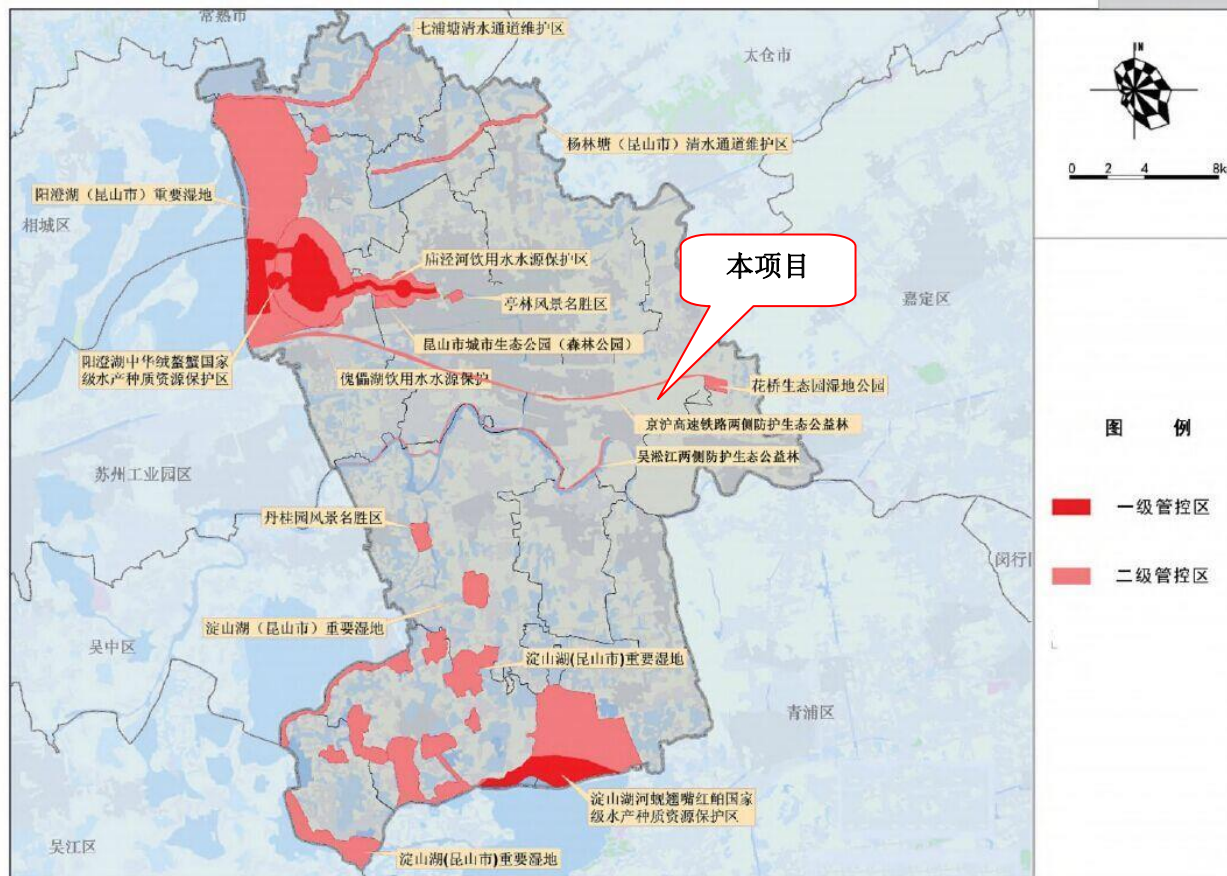 常熟市
七浦塘清水通道维护区
太仓市
N
杨林塘（昆山市）清水通道维护区
0 2 4 8k
阳澄湖（昆山市）重要湿地
相城区
庙泾河饮用水水源保护区
本项目
嘉定区
亭林风景名胜区
昆山市城市生态公园（森林公园）
阳澄湖中华绒螯蟹国家
级水产种质资源保护区
傀儡湖饮用水水源保护
花桥生态园湿地公园
京沪高速铁路两侧防护生态公益林
图 例
吴淞江两侧防护生态公益林
苏州工业园区
一级管控区
丹桂园风景名胜区
闵行
二级管控区
淀山湖（昆山市）重要湿地
吴中区
淀山湖(昆山市)重要湿地
青浦区
淀山湖河蚬翘嘴红鲌国家
级水产种质资源保护区
吴江区
淀山湖(昆山市)重要湿地